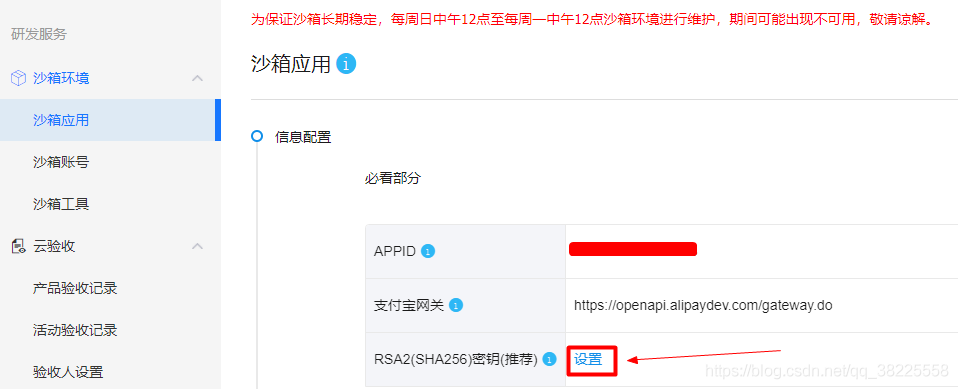 为保证沙箱长期稳定，每周日中午12点至每周一中午12点沙箱环境进行维护，期间可能出现不可用，敬请谅解。
研发服务
沙箱应用
沙箱环境
沙箱应用
信息配置
沙箱账号
必看部分
沙箱工具
云验收
APPID
产品验收记录
支付宝网关 https://openapi.alipaydev.com/gateway.do
活动验收记录
RSA2(SHA256)密钥(推荐) 设置
验收人设置
https://blog.csdn.net/qq_38225558